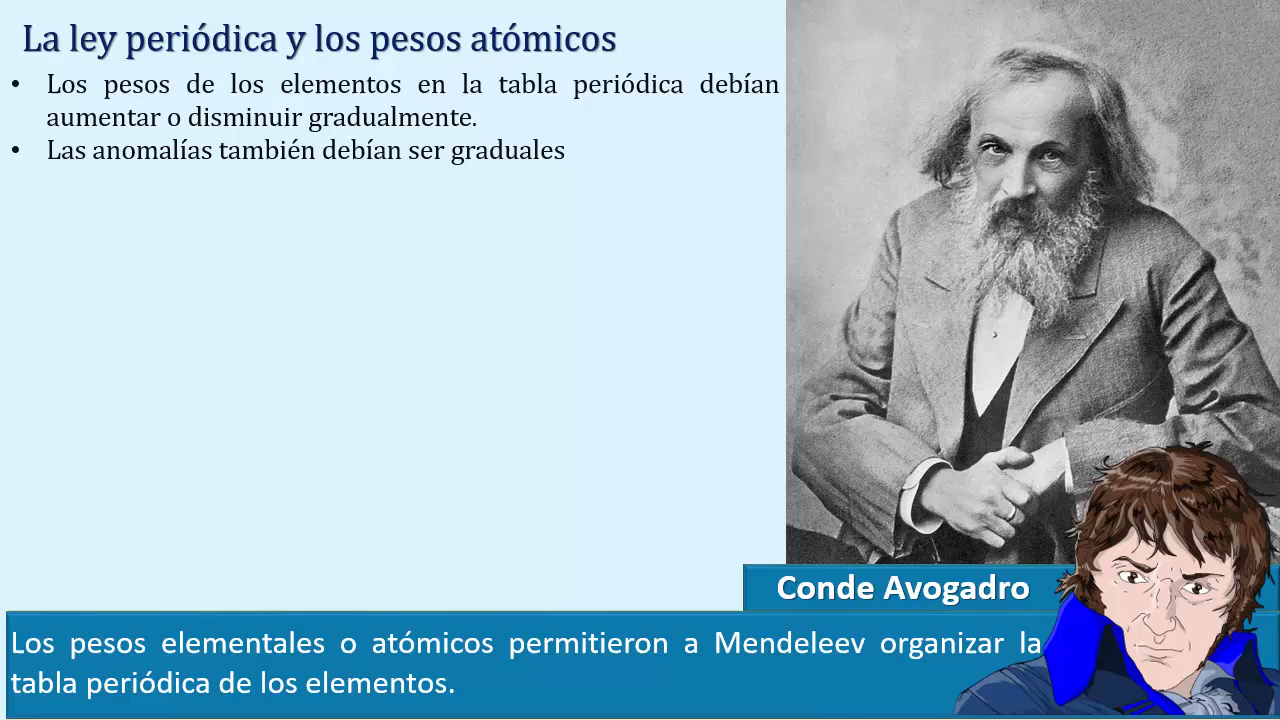 La ley periódica y los pesos atómicos
• Los pesos de los elementos en la tabla periódica debían
aumentar o disminuir gradualmente.
• Las anomalías también debían ser graduales
Conde Avogadro
Los pesos elementales o atómicos permitieron a Mendeleev organizar la
tabla periódica de los elementos.